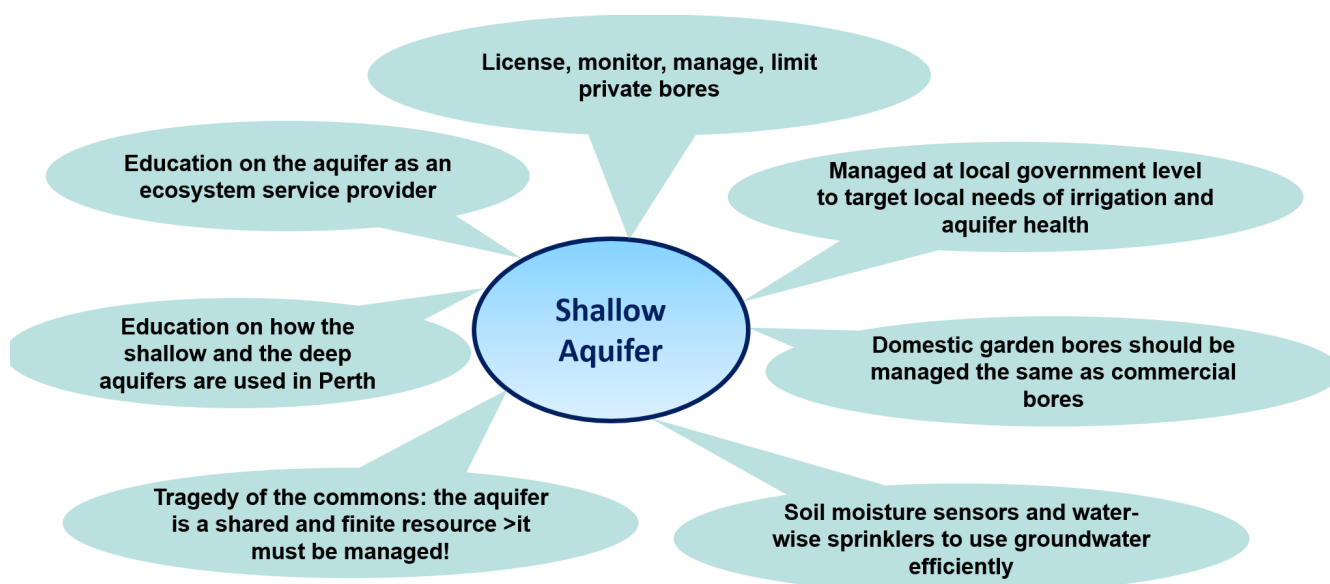 License, monitor, manage, limit
private bores
Education on the aquifer as an
ecosystem service provider
Managed at local government level
to target local needs of irrigation and
aquifer health
Shallow
Aquifer
Education on how the
shallow and the deep
aquifers are used in Perth
Domestic garden bores should be
managed the same as commercial
bores
Tragedy of the commons: the aquifer
is a shared and finite resource >it
must be managed!
Soil moisture sensors and water-
wise sprinklers to use groundwater
efficiently